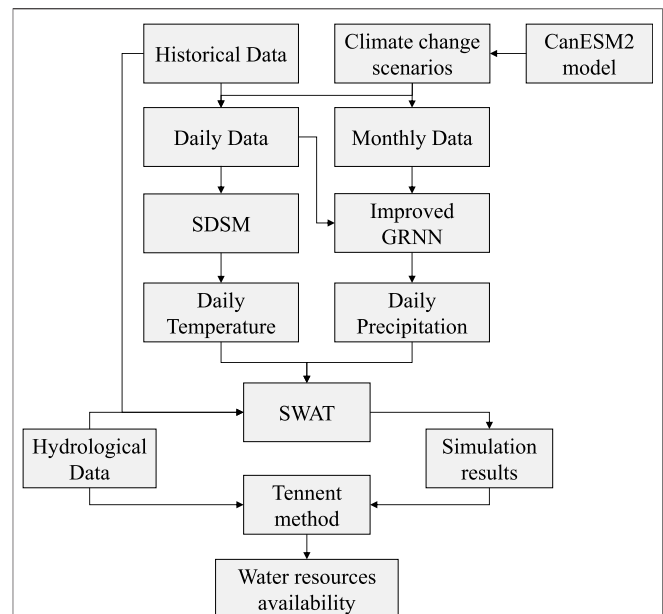 Historical Data
Climate change
scenarios
CanESM2
model
Daily Data
Monthly Data
SDSM
Improved
GRNN
Daily
Temperature
Daily
Precipitation
SWAT
Hydrological
Data
Simulation
results
Tennent
method
Water resources
availability